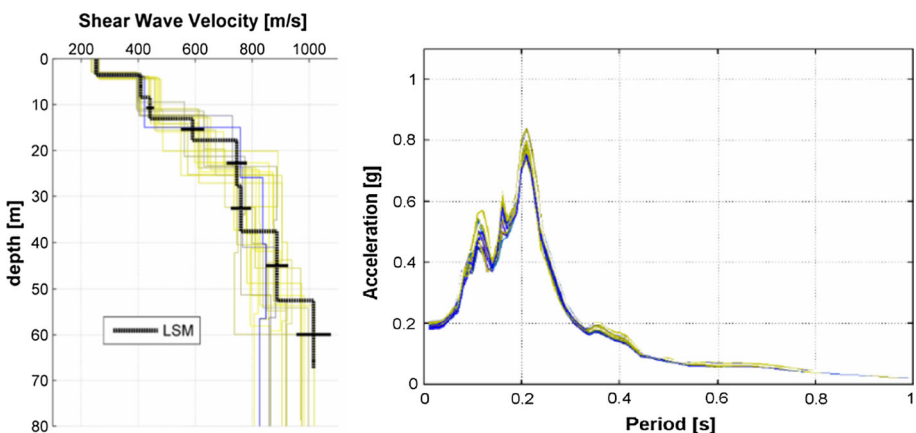 Shear Wave Velocity [m/s]
200 400 600 800 1000
0
10
20
30
40
50
60
70
80
depth [m]
LSM
1
0.8
0.6
0.4
0.2
0
Acceleration [g]
0 0.2 0.4 0.6 0.8 1
Period [s]